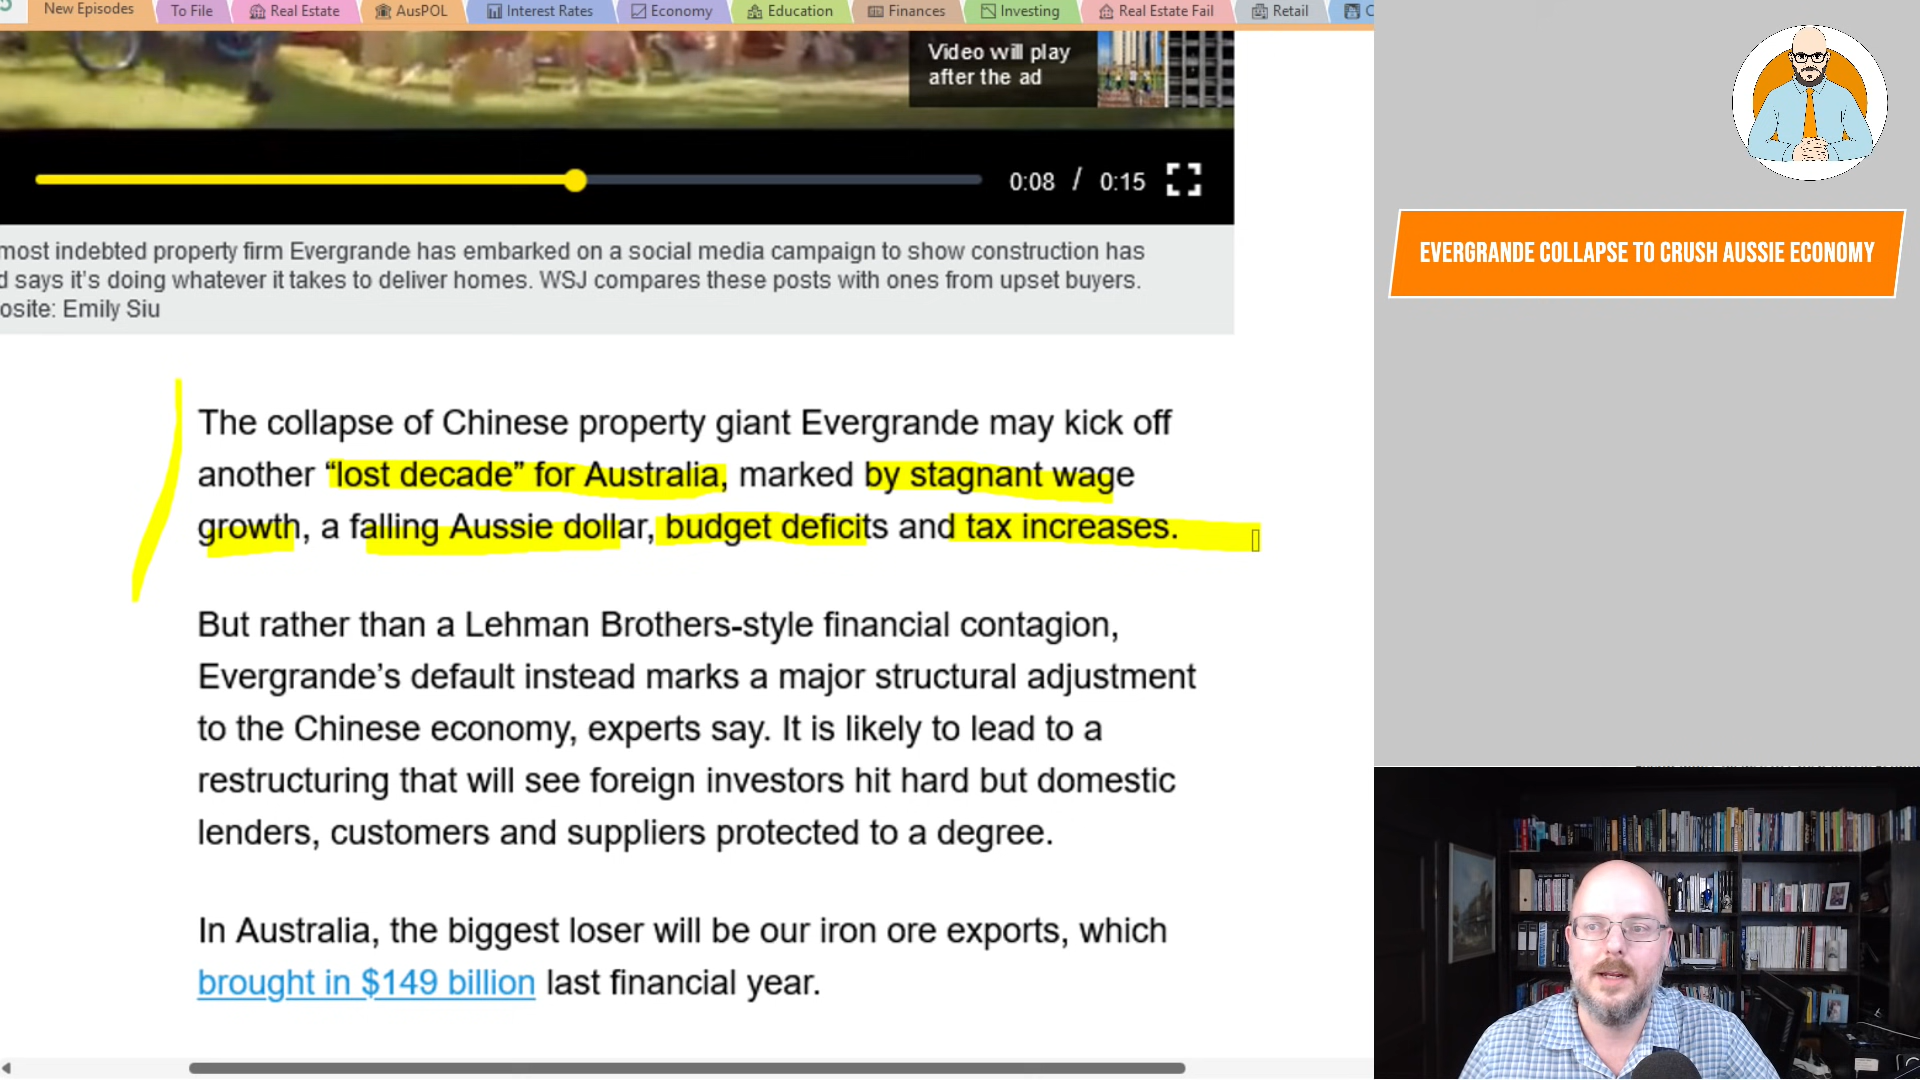 New Episodes
To File
Real Estate
AusPOL
Interest Rates
Economy
Education
Finances
Investing
Real Estate Fail
Retail
Video will play
after the ad
0:08 / 0:15
most indebted property firm Evergrande has embarked on a social media campaign to show construction has
says it's doing whatever it takes to deliver homes. WSJ compares these posts with ones from upset buyers.
osite: Emily Siu
EVERGRANDE COLLAPSE TO CRUSH AUSSIE ECONOMY
The collapse of Chinese property giant Evergrande may kick off
another “lost decade” for Australia, marked by stagnant wage
growth, a falling Aussie dollar, budget deficits and tax increases.
But rather than a Lehman Brothers-style financial contagion,
Evergrande’s default instead marks a major structural adjustment
to the Chinese economy, experts say. It is likely to lead to a
restructuring that will see foreign investors hit hard but domestic
lenders, customers and suppliers protected to a degree.
In Australia, the biggest loser will be our iron ore exports, which
brought in $149 billion last financial year.